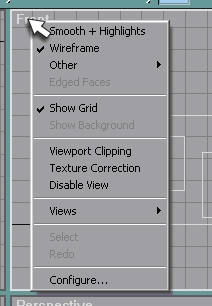 Front
Smooth + Highlights
Wireframe
Other
Edged Faces
Show Grid
Show Background
Viewport Clipping
Texture Correction
Disable View
Views
Select
Redo
Configure...
Perspective